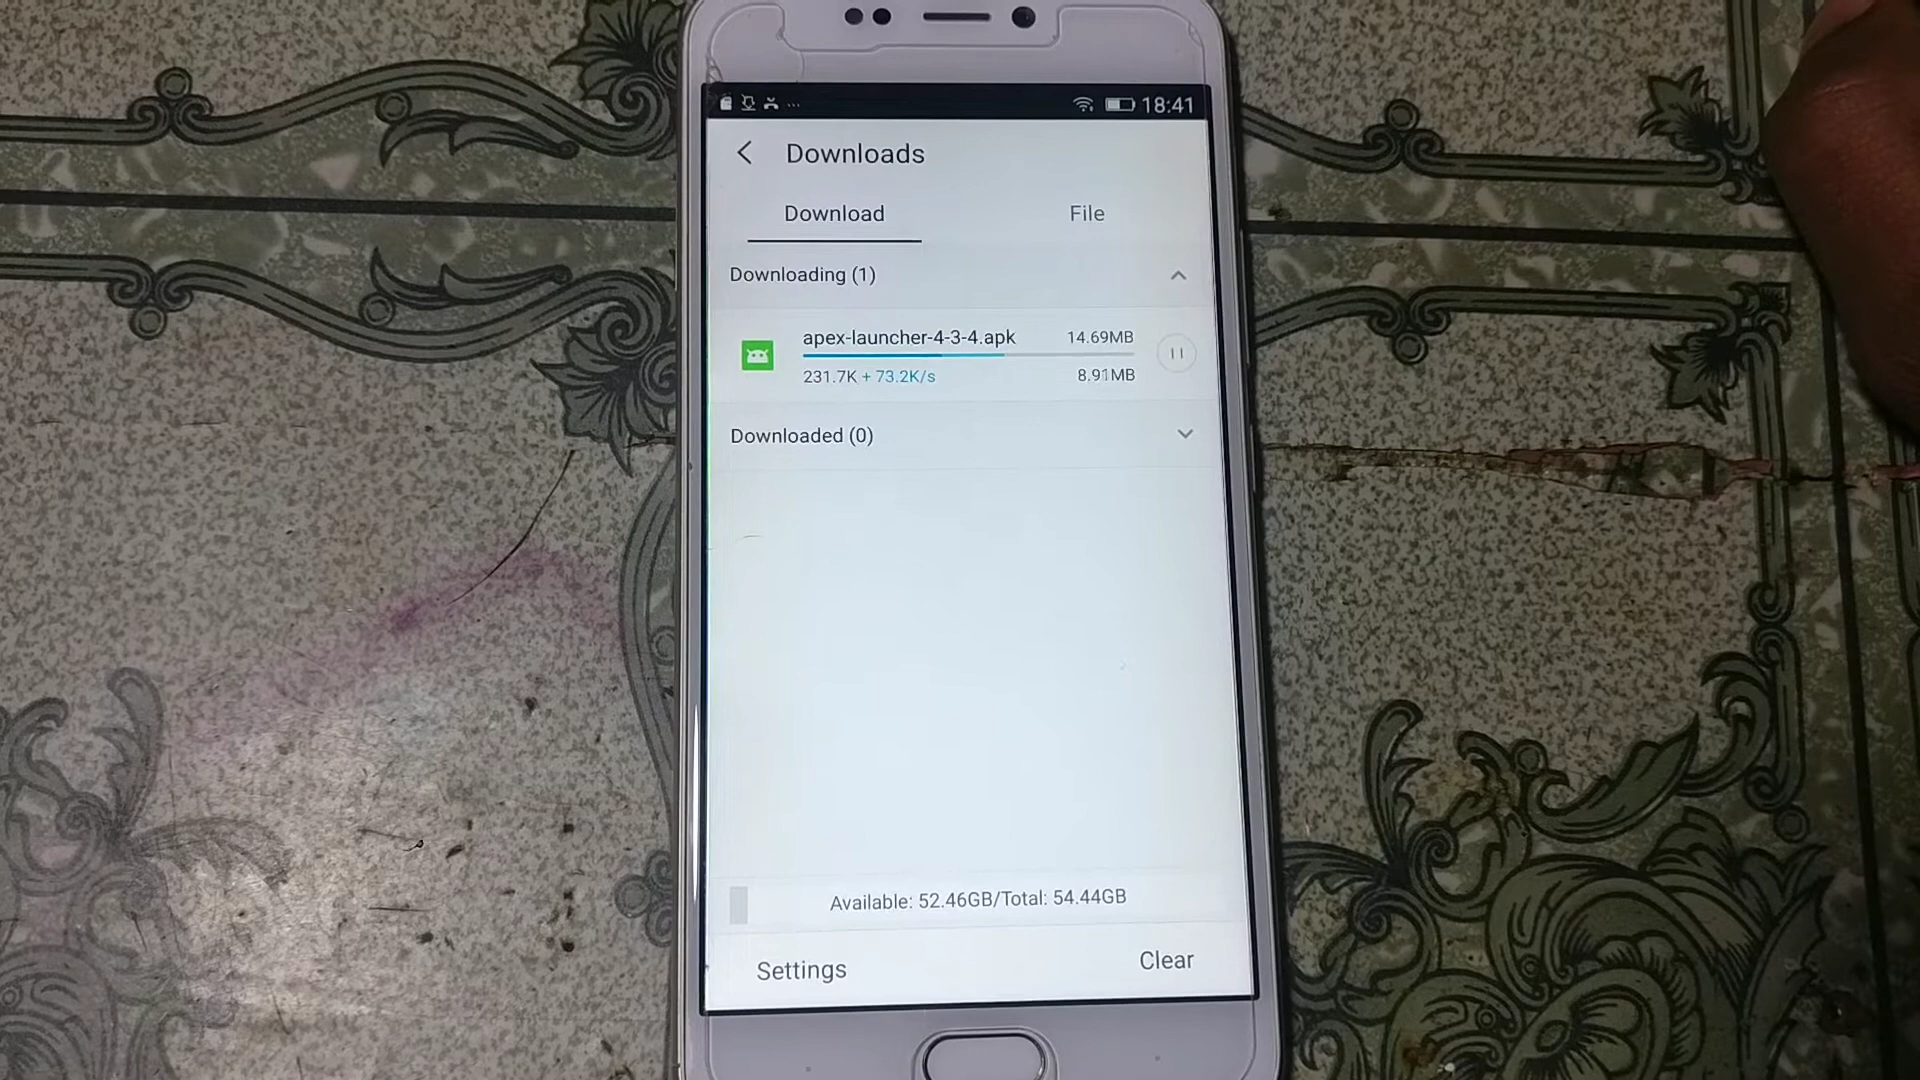 18:41
Downloads
Download File
Downloading (1)
apex-launcher-4-3-4.apk 14.69MB
231.7K + 73.2K/s 8.91MB
Downloaded (0)
Available: 52.46GB/Total: 54.44GB
Settings Clear